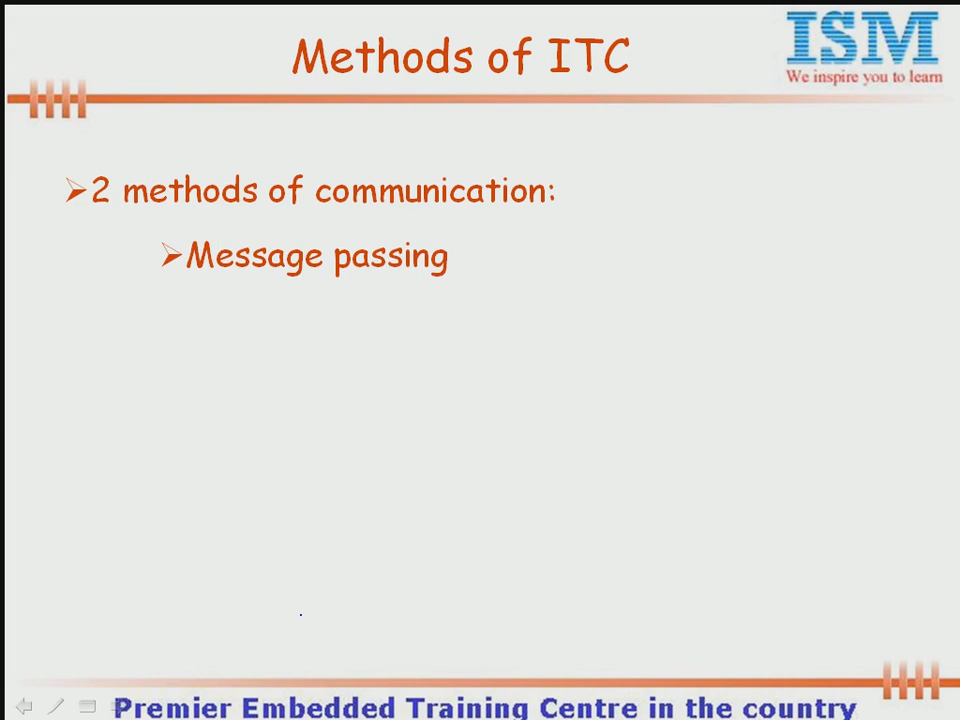 Methods of ITC
ISM
We inspire you to learn
2 methods of communication:
Message passing
Premier Embedded Training Centre in the country